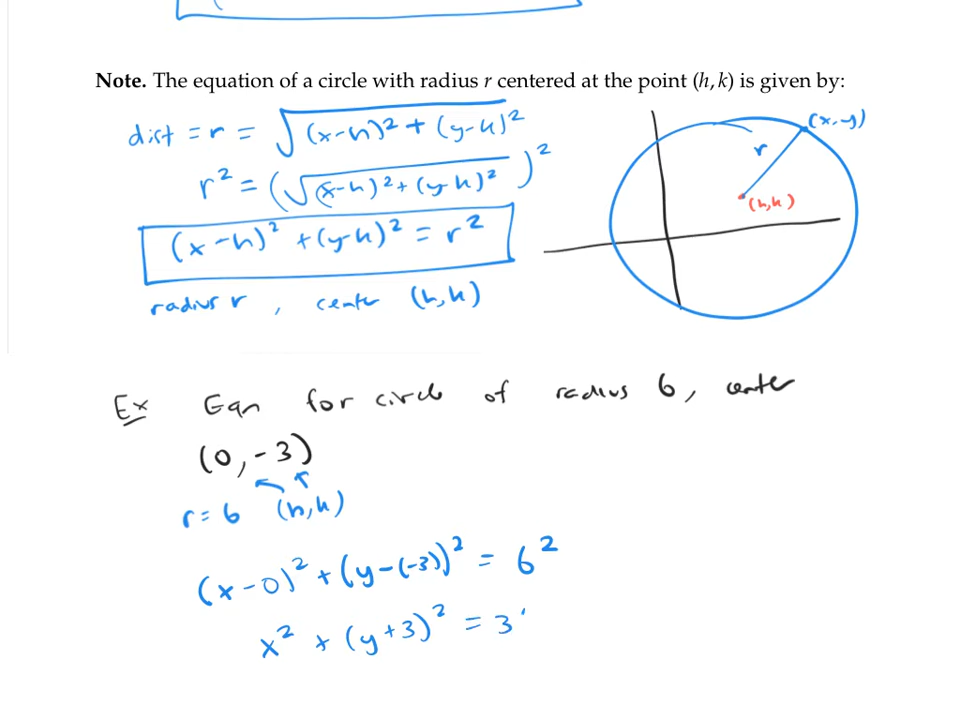 Note. The equation of a circle with radius r centered at the point (h, k) is given by:
dist = r = √(x-h)² + (y-k)²
r² = (√(x-h)² + (y-k)²)²
(x-h)² + (y-k)² = r²
radius r, center (h,k)
(x,y)
r
(h,k)
Ex Eqn for circle of radius 6, center
(0,-3)
r=6 (h,k)
(x-0)² + (y-(-3))² = 6²
x² + (y+3)² = 3